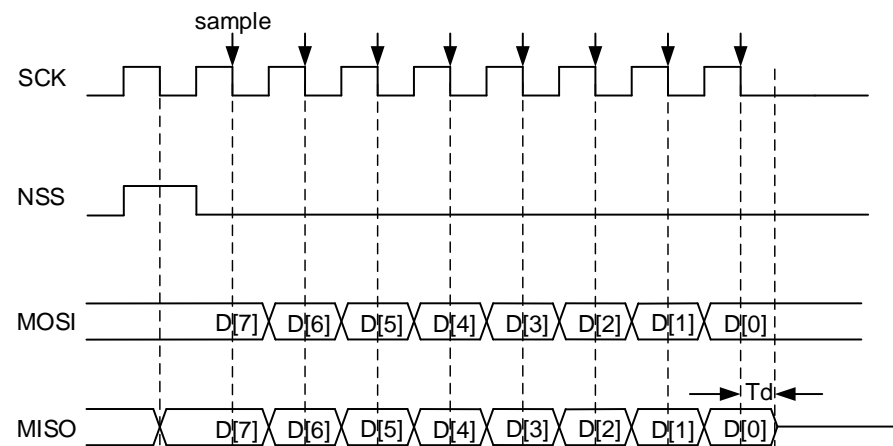 sample
SCK
NSS
MOSI D[7] D[6] D[5] D[4] D[3] D[2] D[1] D[0]
Td
MISO D[7] D[6] D[5] D[4] D[3] D[2] D[1] D[0]